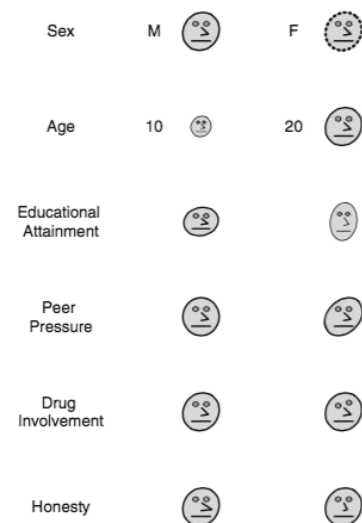 Sex M F
Age 10 20
Educational
Attainment
Peer
Pressure
Drug
Involvement
Honesty